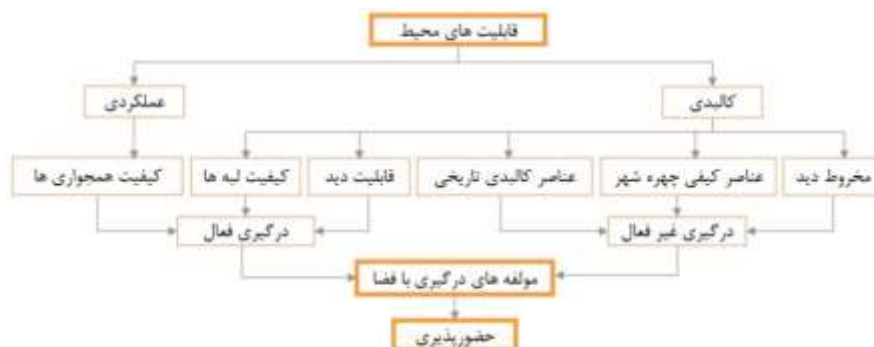 قابلیت های محیط
کالبدی
عملکردی
مخروط دید
عناصر کیفی چهره شهر
عناصر کالبدی تاریخی
قابلیت دید
کیفیت لبه ها
کیفیت همجواری ها
درگیری غیر فعال
درگیری فعال
مولفه های درگیری با فضا
حضورپذیری